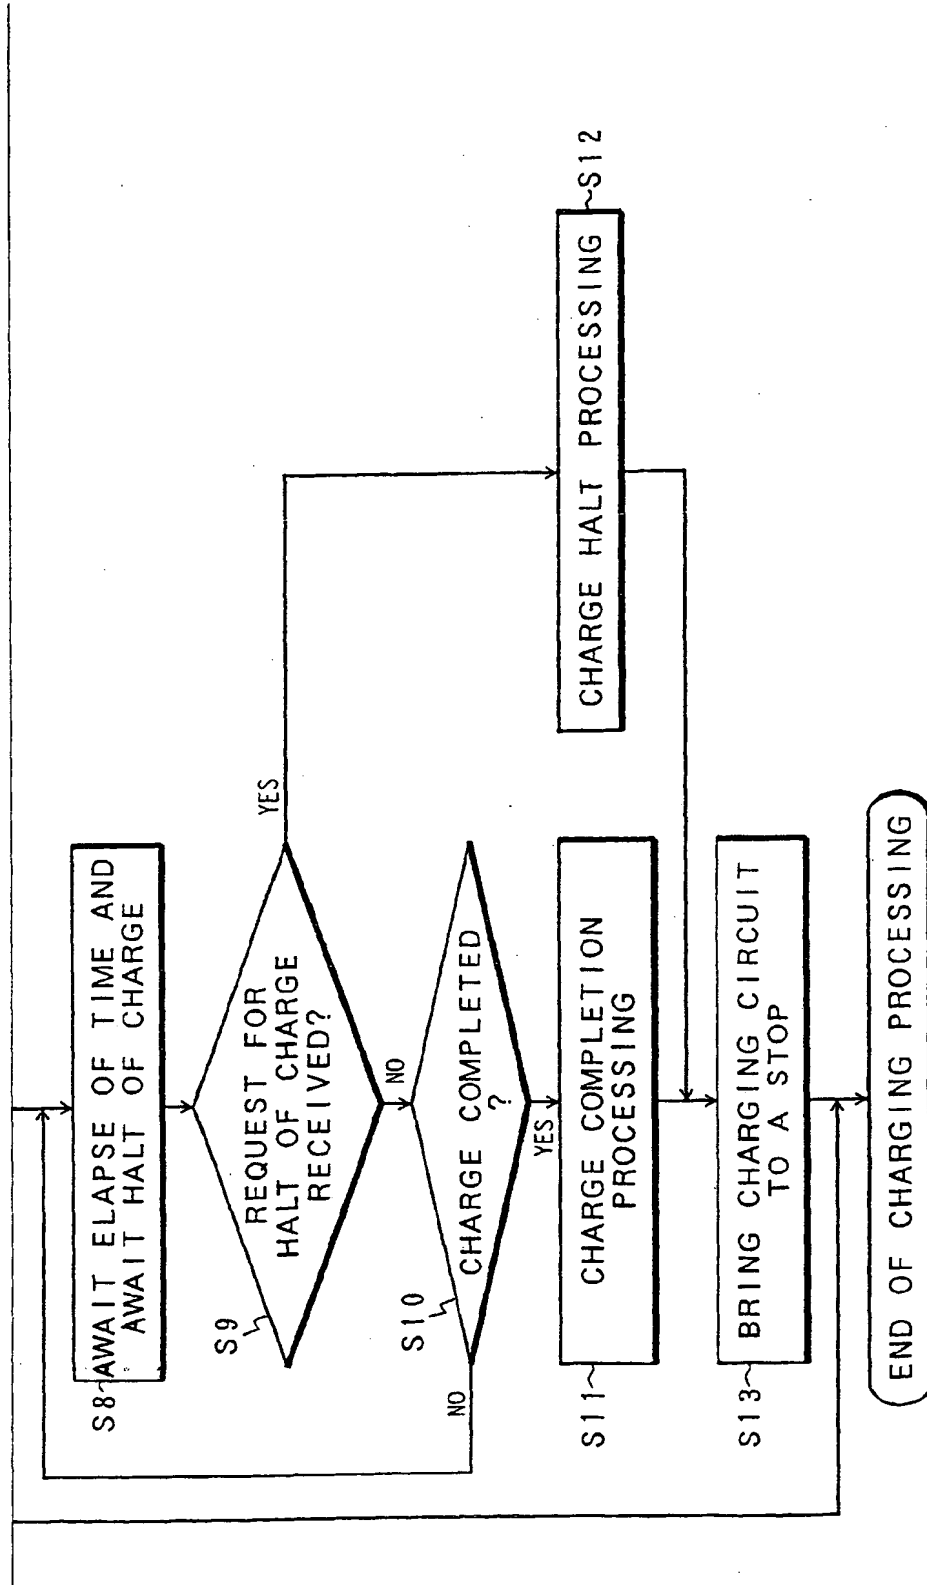 S8
AWAIT ELAPSE OF TIME AND
AWAIT HALT OF CHARGE
S9
REQUEST FOR
HALT OF CHARGE
RECEIVED?
YES
NO
S10
CHARGE COMPLETED
?
NO
YES
S11
CHARGE COMPLETION
PROCESSING
CHARGE HALT PROCESSING
S12
S13
BRING CHARGING CIRCUIT
TO A STOP
END OF CHARGING PROCESSING